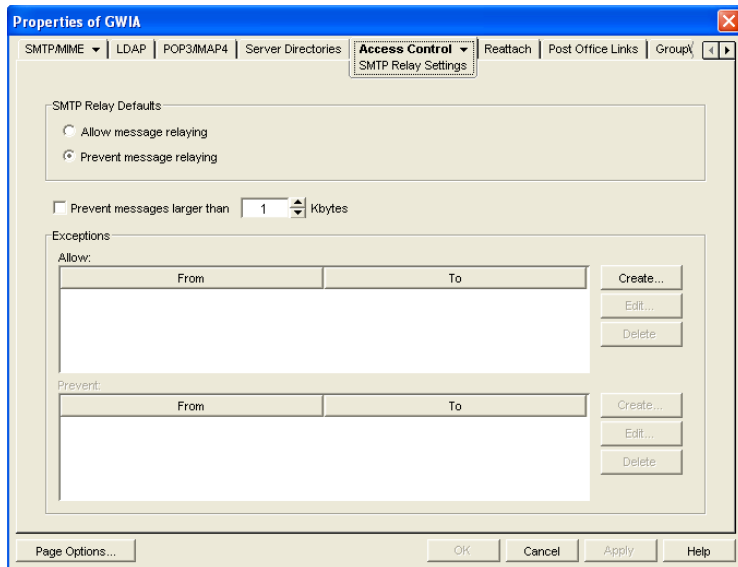 Properties of GWIA
SMTP/MIME LDAP POP3/IMAP4 Server Directories Access Control Reattach Post Office Links
SMTP Relay Settings
SMTP Relay Defaults
Allow message relaying
Prevent message relaying
Prevent messages larger than 1 Kbytes
Exceptions
Allow:
From To Create...
Edit...
Delete
Prevent:
From To Create...
Edit...
Delete
Page Options... OK Cancel Apply Help